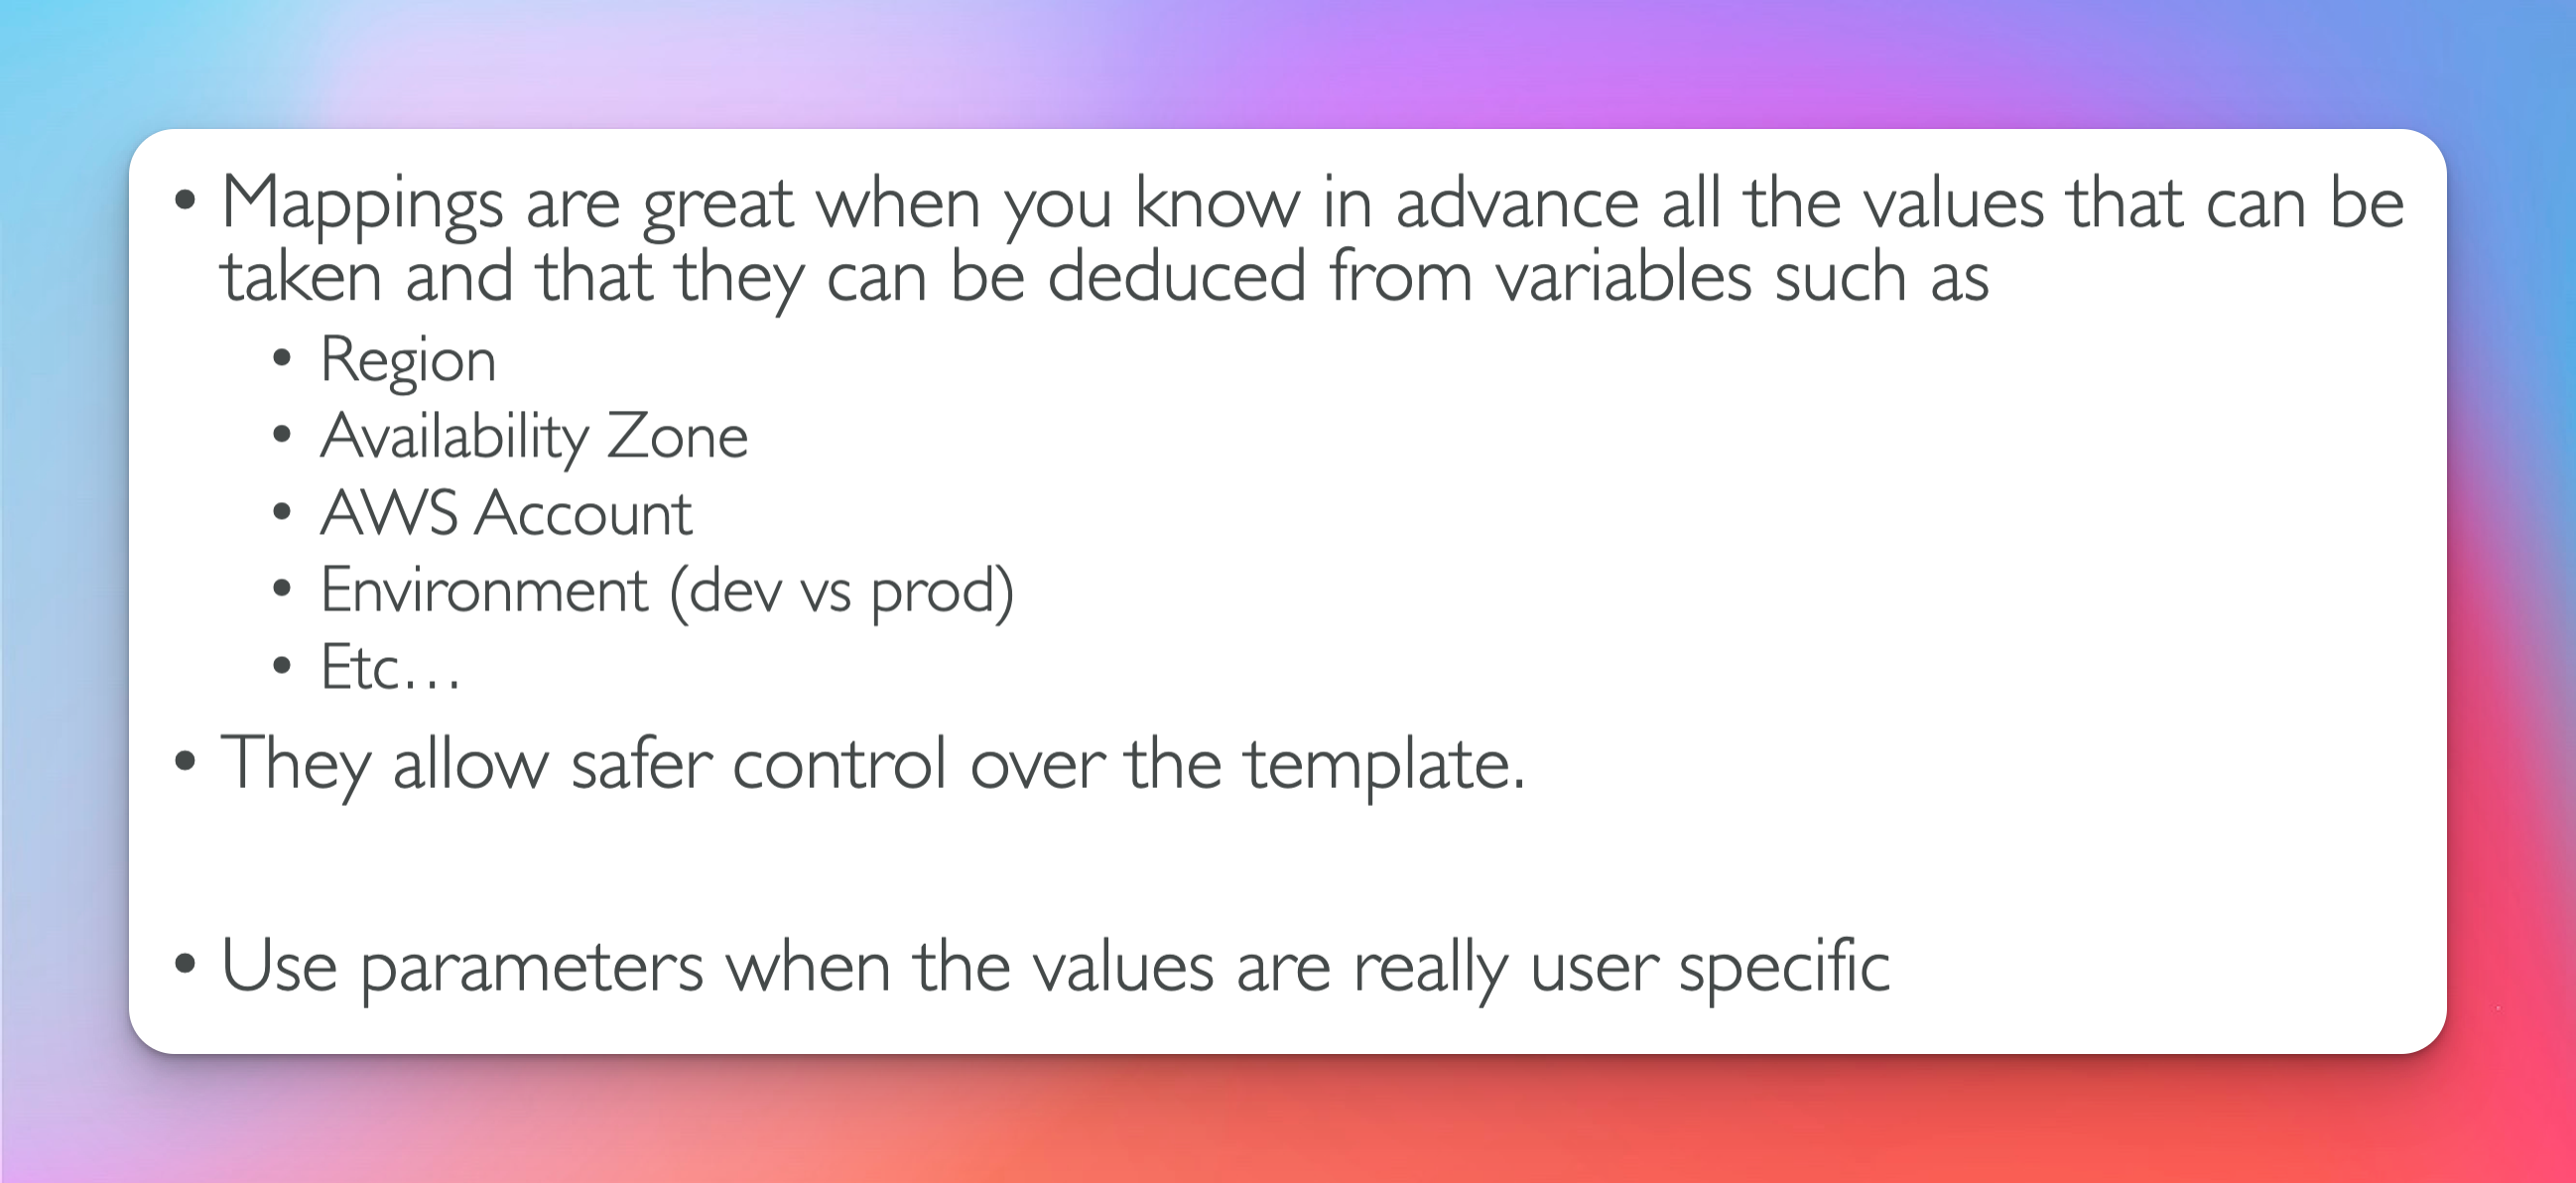 • Mappings are great when you know in advance all the values that can be
taken and that they can be deduced from variables such as
• Region
• Availability Zone
• AWS Account
• Environment (dev vs prod)
• Etc…
• They allow safer control over the template.
• Use parameters when the values are really user specific